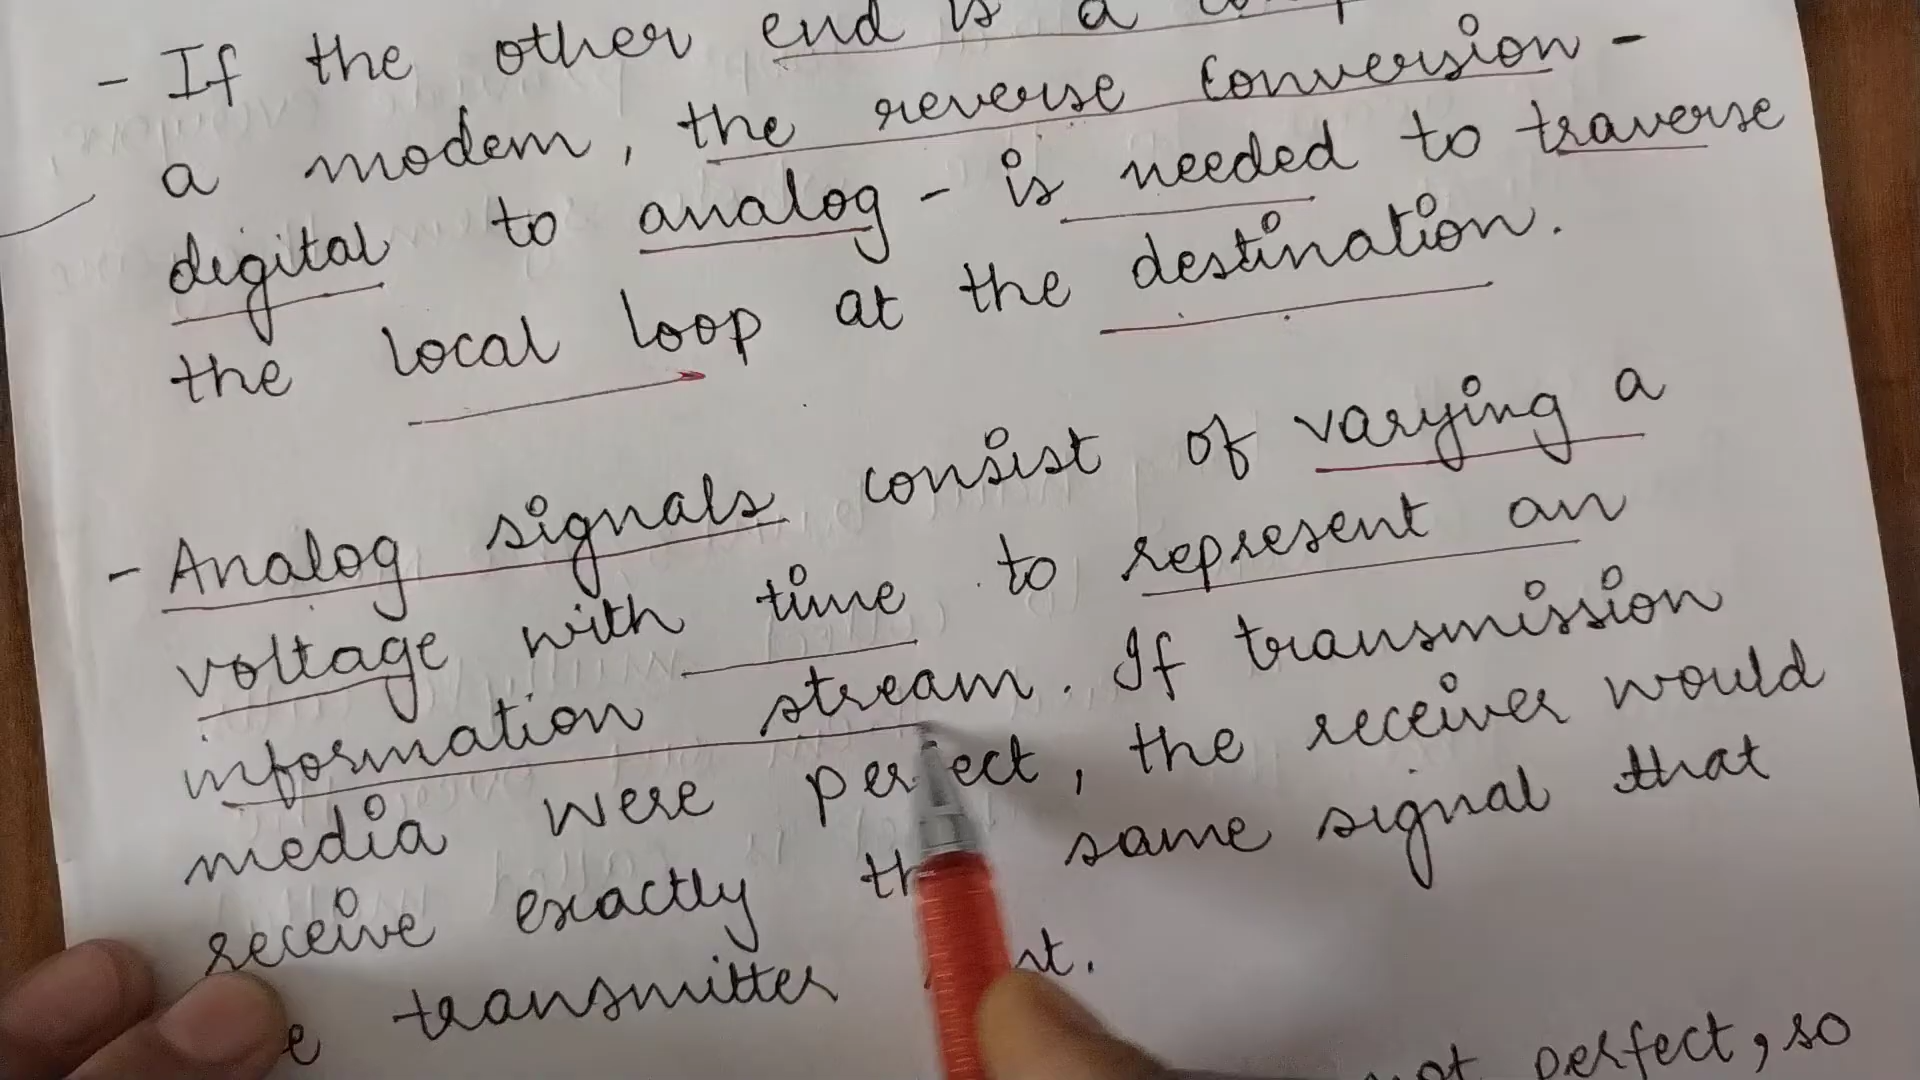 - If the other end is a
a modem, the reverse conversion -
digital to analog - is needed to traverse
the local loop at the destination.
- Analog signals consist of varying a
voltage with time to represent an
information stream. If transmission
media were perfect, the receiver would
receive exactly same signal that
transmitter
perfect, so